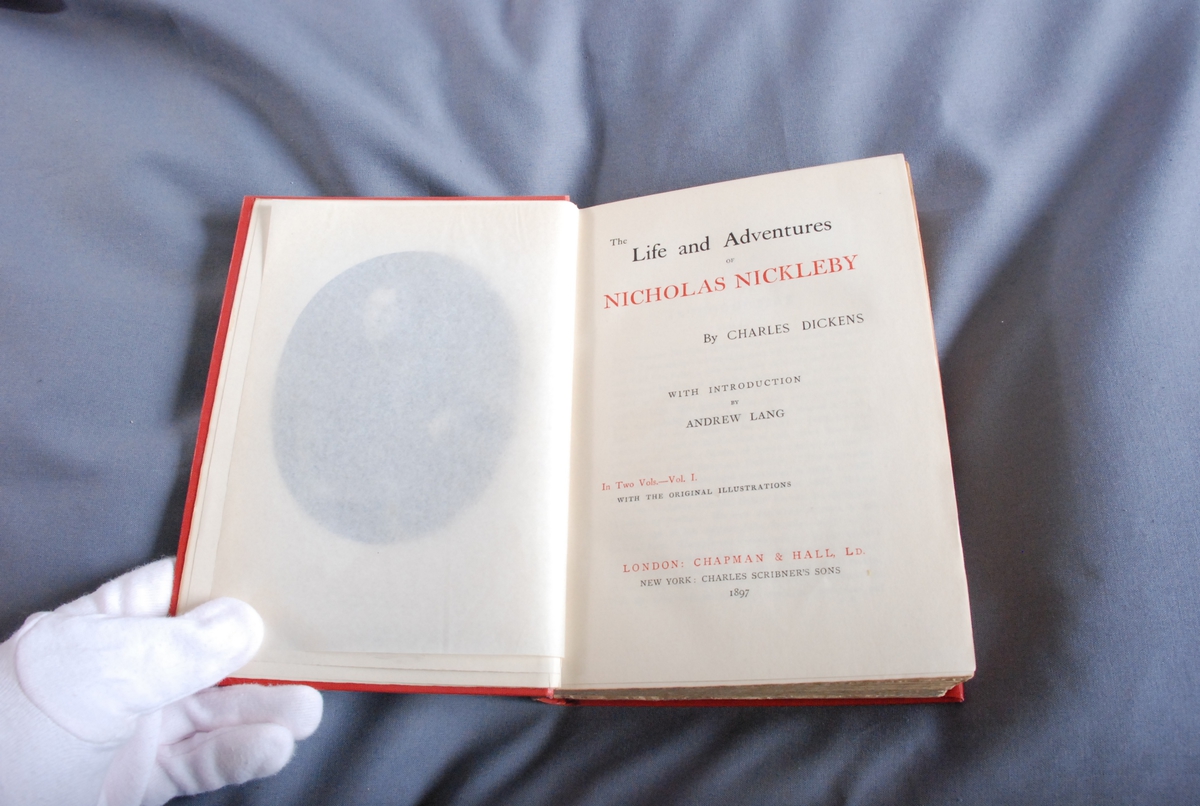 The
Life and Adventures
OF
NICHOLAS NICKLEBY
By CHARLES DICKENS
WITH INTRODUCTION
BY
ANDREW LANG
In Two Vols.—Vol. I.
WITH THE ORIGINAL ILLUSTRATIONS
LONDON: CHAPMAN & HALL, LD.
NEW YORK: CHARLES SCRIBNER'S SONS
1897